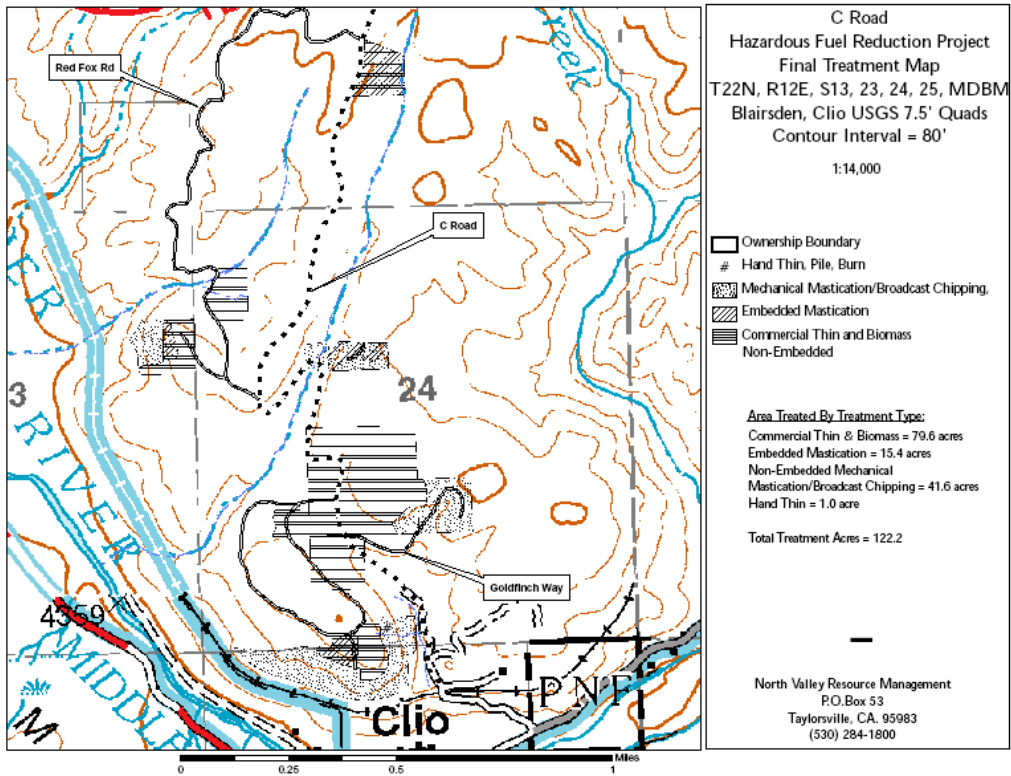 C Road
Hazardous Fuel Reduction Project
Final Treatment Map
T22N, R12E, S13, 23, 24, 25, MDBM
Blairsden, Clio USGS 7.5' Quads
Contour Interval = 80'
1:14,000
Ownership Boundary
# Hand Thin, Pile, Burn
Mechanical Mastication/Broadcast Chipping,
Embedded Mastication
Commercial Thin and Biomass
Non-Embedded
Area Treated By Treatment Type:
Commercial Thin & Biomass = 79.6 acres
Embedded Mastication = 15.4 acres
Non-Embedded Mechanical
Mastication/Broadcast Chipping = 41.6 acres
Hand Thin = 1.0 acre
Total Treatment Acres = 122.2
North Valley Resource Management
P.O.Box 53
Taylorsville, CA. 95983
(530) 284-1800
Red Fox Rd
reek
C Road
24
3
ER
RIVER
Goldfinch Way
4359
MIDDLE
M
Clio
PNF
0 0.25 0.5 1
Miles